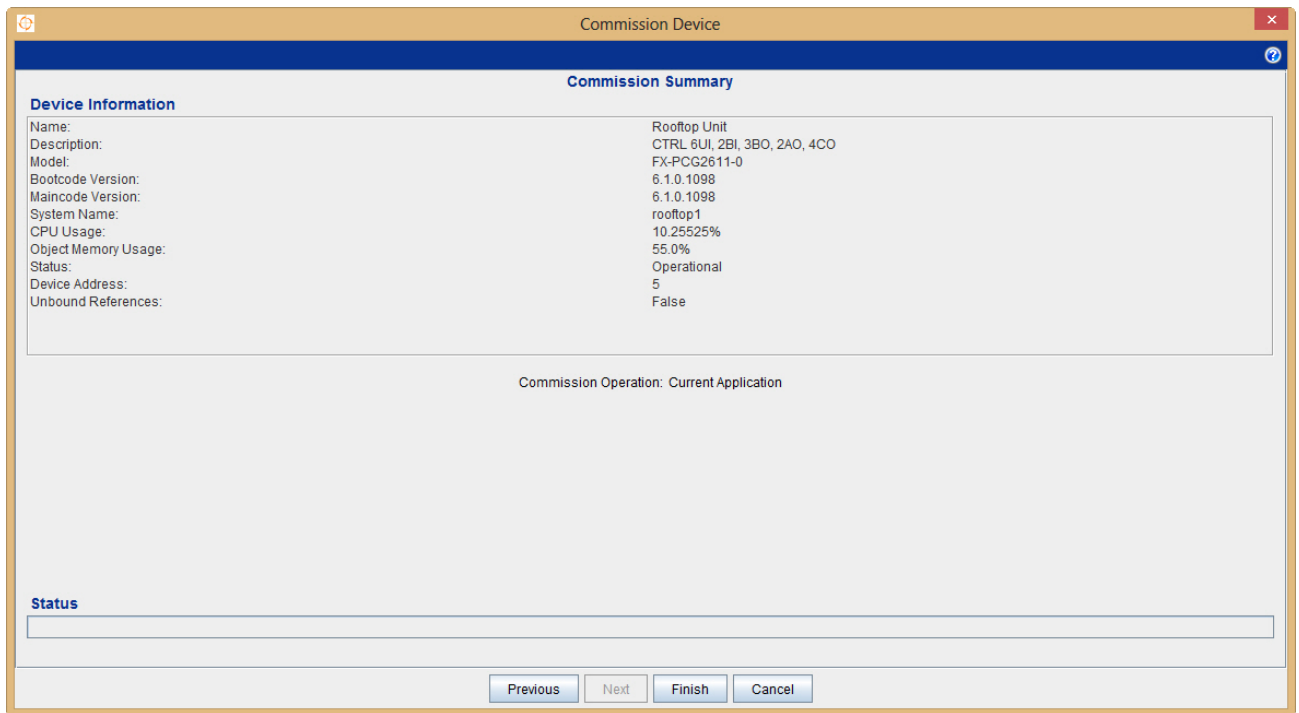 Commission Device
Commission Summary
Device Information
Name: Rooftop Unit
Description: CTRL 6UI, 2BI, 3BO, 2AO, 4CO
Model: FX-PCG2611-0
Bootcode Version: 6.1.0.1098
Maincode Version: 6.1.0.1098
System Name: rooftop1
CPU Usage: 10.25525%
Object Memory Usage: 55.0%
Status: Operational
Device Address: 5
Unbound References: False
Commission Operation: Current Application
Status
Previous Next Finish Cancel